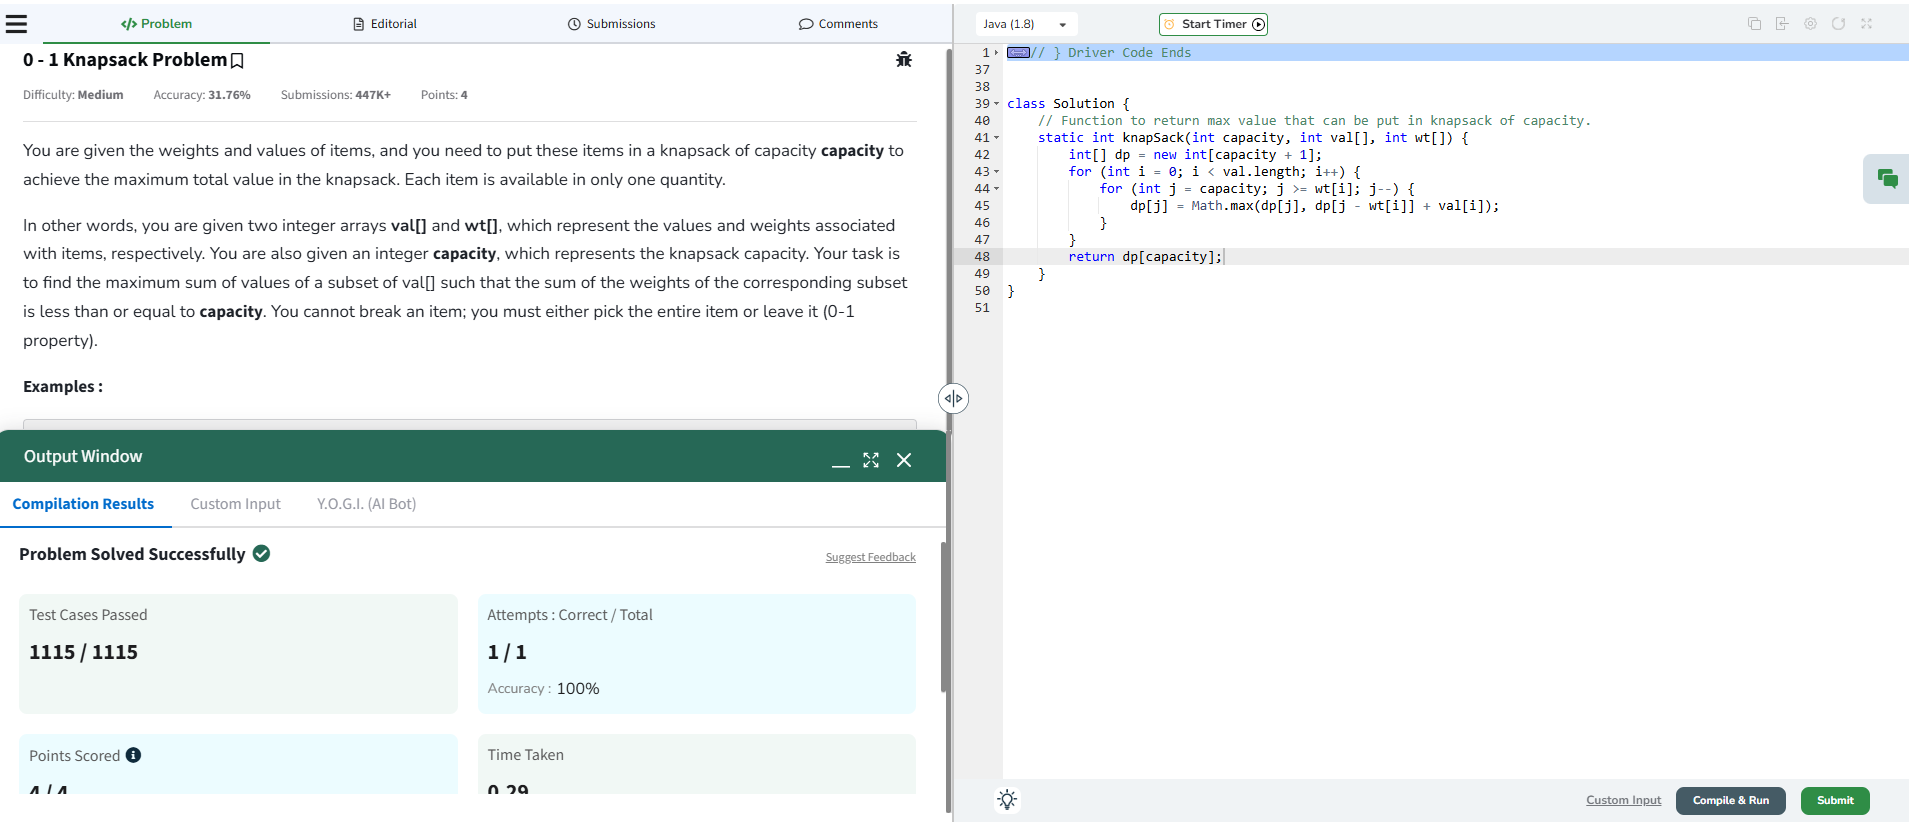 Problem
Editorial
Submissions
Comments
0 - 1 Knapsack Problem
Difficulty: Medium Accuracy: 31.76% Submissions: 447K+ Points: 4
You are given the weights and values of items, and you need to put these items in a knapsack of capacity capacity to
achieve the maximum total value in the knapsack. Each item is available in only one quantity.
In other words, you are given two integer arrays val[] and wt[], which represent the values and weights associated
with items, respectively. You are also given an integer capacity, which represents the knapsack capacity. Your task is
to find the maximum sum of values of a subset of val[] such that the sum of the weights of the corresponding subset
is less than or equal to capacity. You cannot break an item; you must either pick the entire item or leave it (0-1
property).
Examples :
Output Window
Compilation Results Custom Input Y.O.G.I. (AI Bot)
Problem Solved Successfully
Suggest Feedback
Test Cases Passed
1115 / 1115
Attempts : Correct / Total
1 / 1
Accuracy : 100%
Points Scored
4 / 4
Time Taken
0.29
Java (1.8)
Start Timer
1 // } Driver Code Ends
37
38
39 class Solution {
40 // Function to return max value that can be put in knapsack of capacity.
41 static int knapSack(int capacity, int val[], int wt[]) {
42 int[] dp = new int[capacity + 1];
43 for (int i = 0; i < val.length; i++) {
44 for (int j = capacity; j >= wt[i]; j--) {
45 dp[j] = Math.max(dp[j], dp[j - wt[i]] + val[i]);
46 }
47 }
48 return dp[capacity];
49 }
50 }
51
Custom Input
Compile & Run
Submit